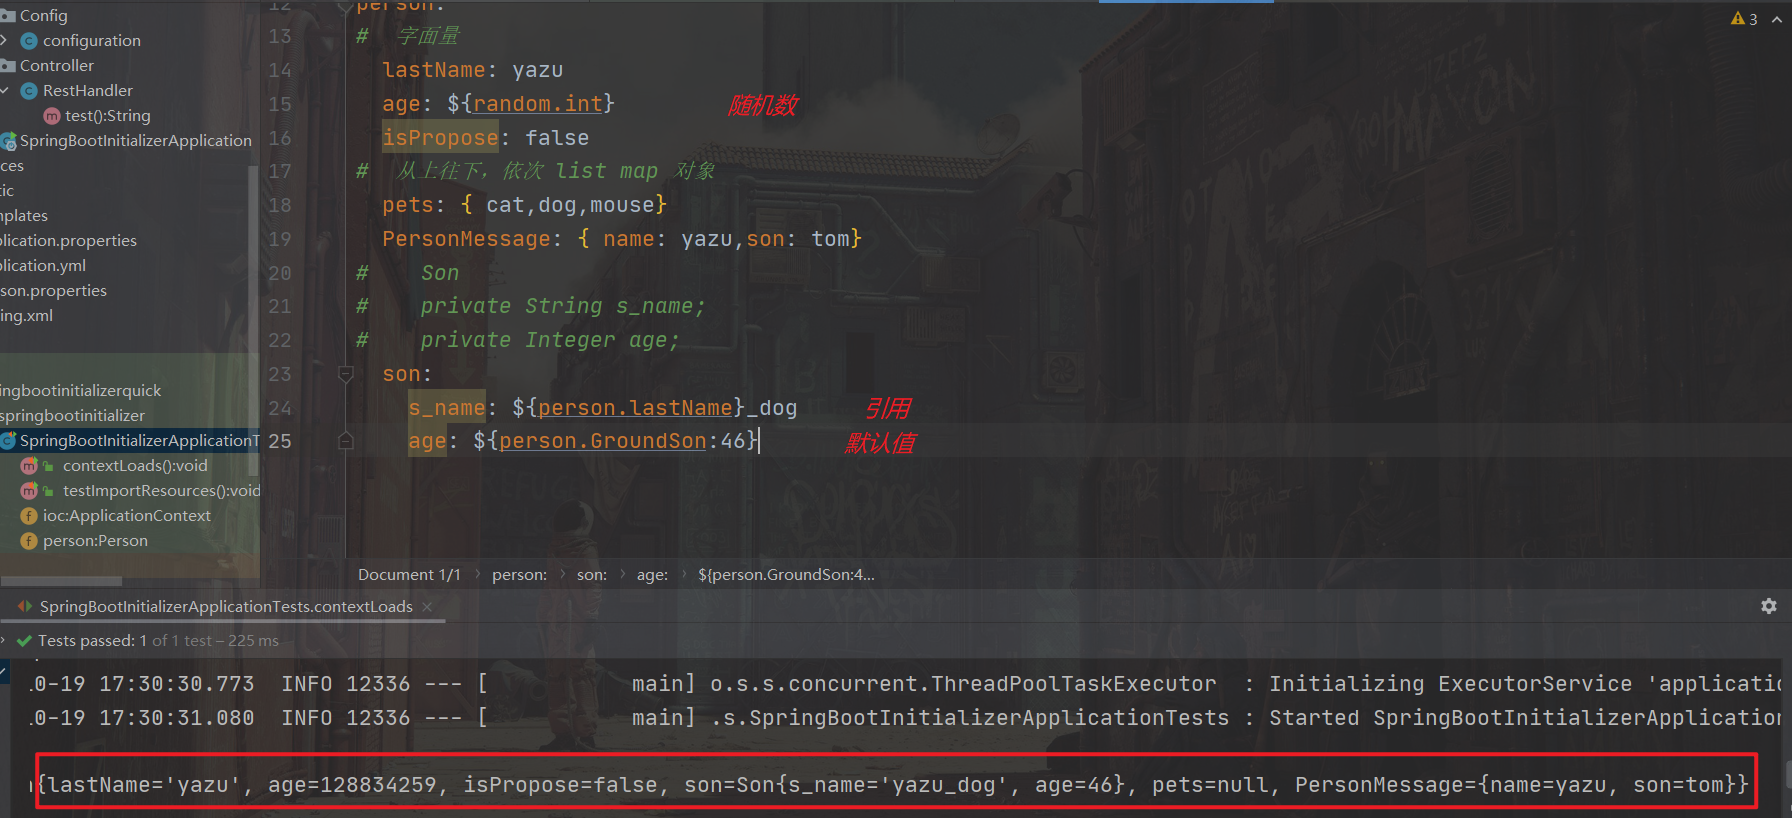 Config
configuration
Controller
RestHandler
test():String
SpringBootInitializerApplication
ces
tic
mplates
plication.properties
plication.yml
son.properties
ing.xml
ingbootinitializerquick
springbootinitializer
SpringBootInitializerApplicationT
contextLoads():void
testImportResources():void
ioc:ApplicationContext
person:Person
12 person:
13 # 字面量
14 lastName: yazu
15 age: ${random.int} 随机数
16 isPropose: false
17 # 从上往下，依次 list map 对象
18 pets: { cat,dog,mouse}
19 PersonMessage: { name: yazu,son: tom}
20 # Son
21 # private String s_name;
22 # private Integer age;
23 son:
24 s_name: ${person.lastName}_dog 引用
25 age: ${person.GroundSon:46} 默认值
3
Document 1/1 › person: › son: › age: › ${person.GroundSon:4...
SpringBootInitializerApplicationTests.contextLoads ×
Tests passed: 1 of 1 test – 225 ms
.0-19 17:30:30.773 INFO 12336 --- [ main] o.s.s.concurrent.ThreadPoolTaskExecutor : Initializing ExecutorService 'applicatio
.0-19 17:30:31.080 INFO 12336 --- [ main] .s.SpringBootInitializerApplicationTests : Started SpringBootInitializerApplication
{lastName='yazu', age=128834259, isPropose=false, son=Son{s_name='yazu_dog', age=46}, pets=null, PersonMessage={name=yazu, son=tom}}